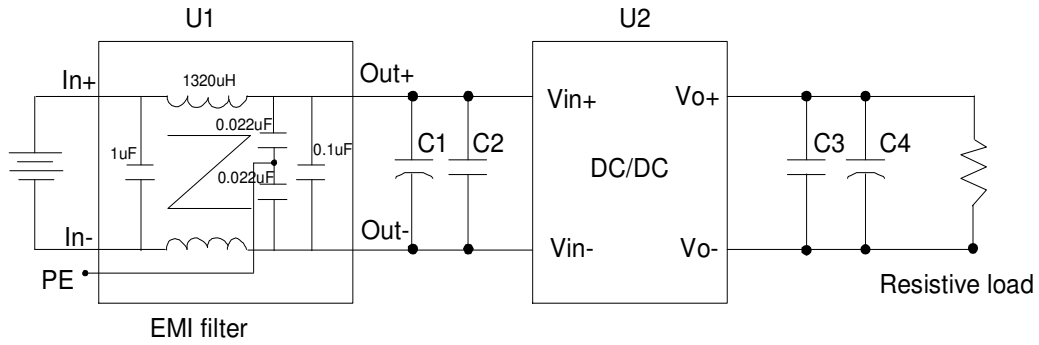 U1
U2
In+
1320uH
Out+
Vin+
Vo+
0.022uF
1uF
0.1uF
C1
C2
C3
C4
DC/DC
0.022uF
In-
Out-
Vin-
Vo-
PE
Resistive load
EMI filter